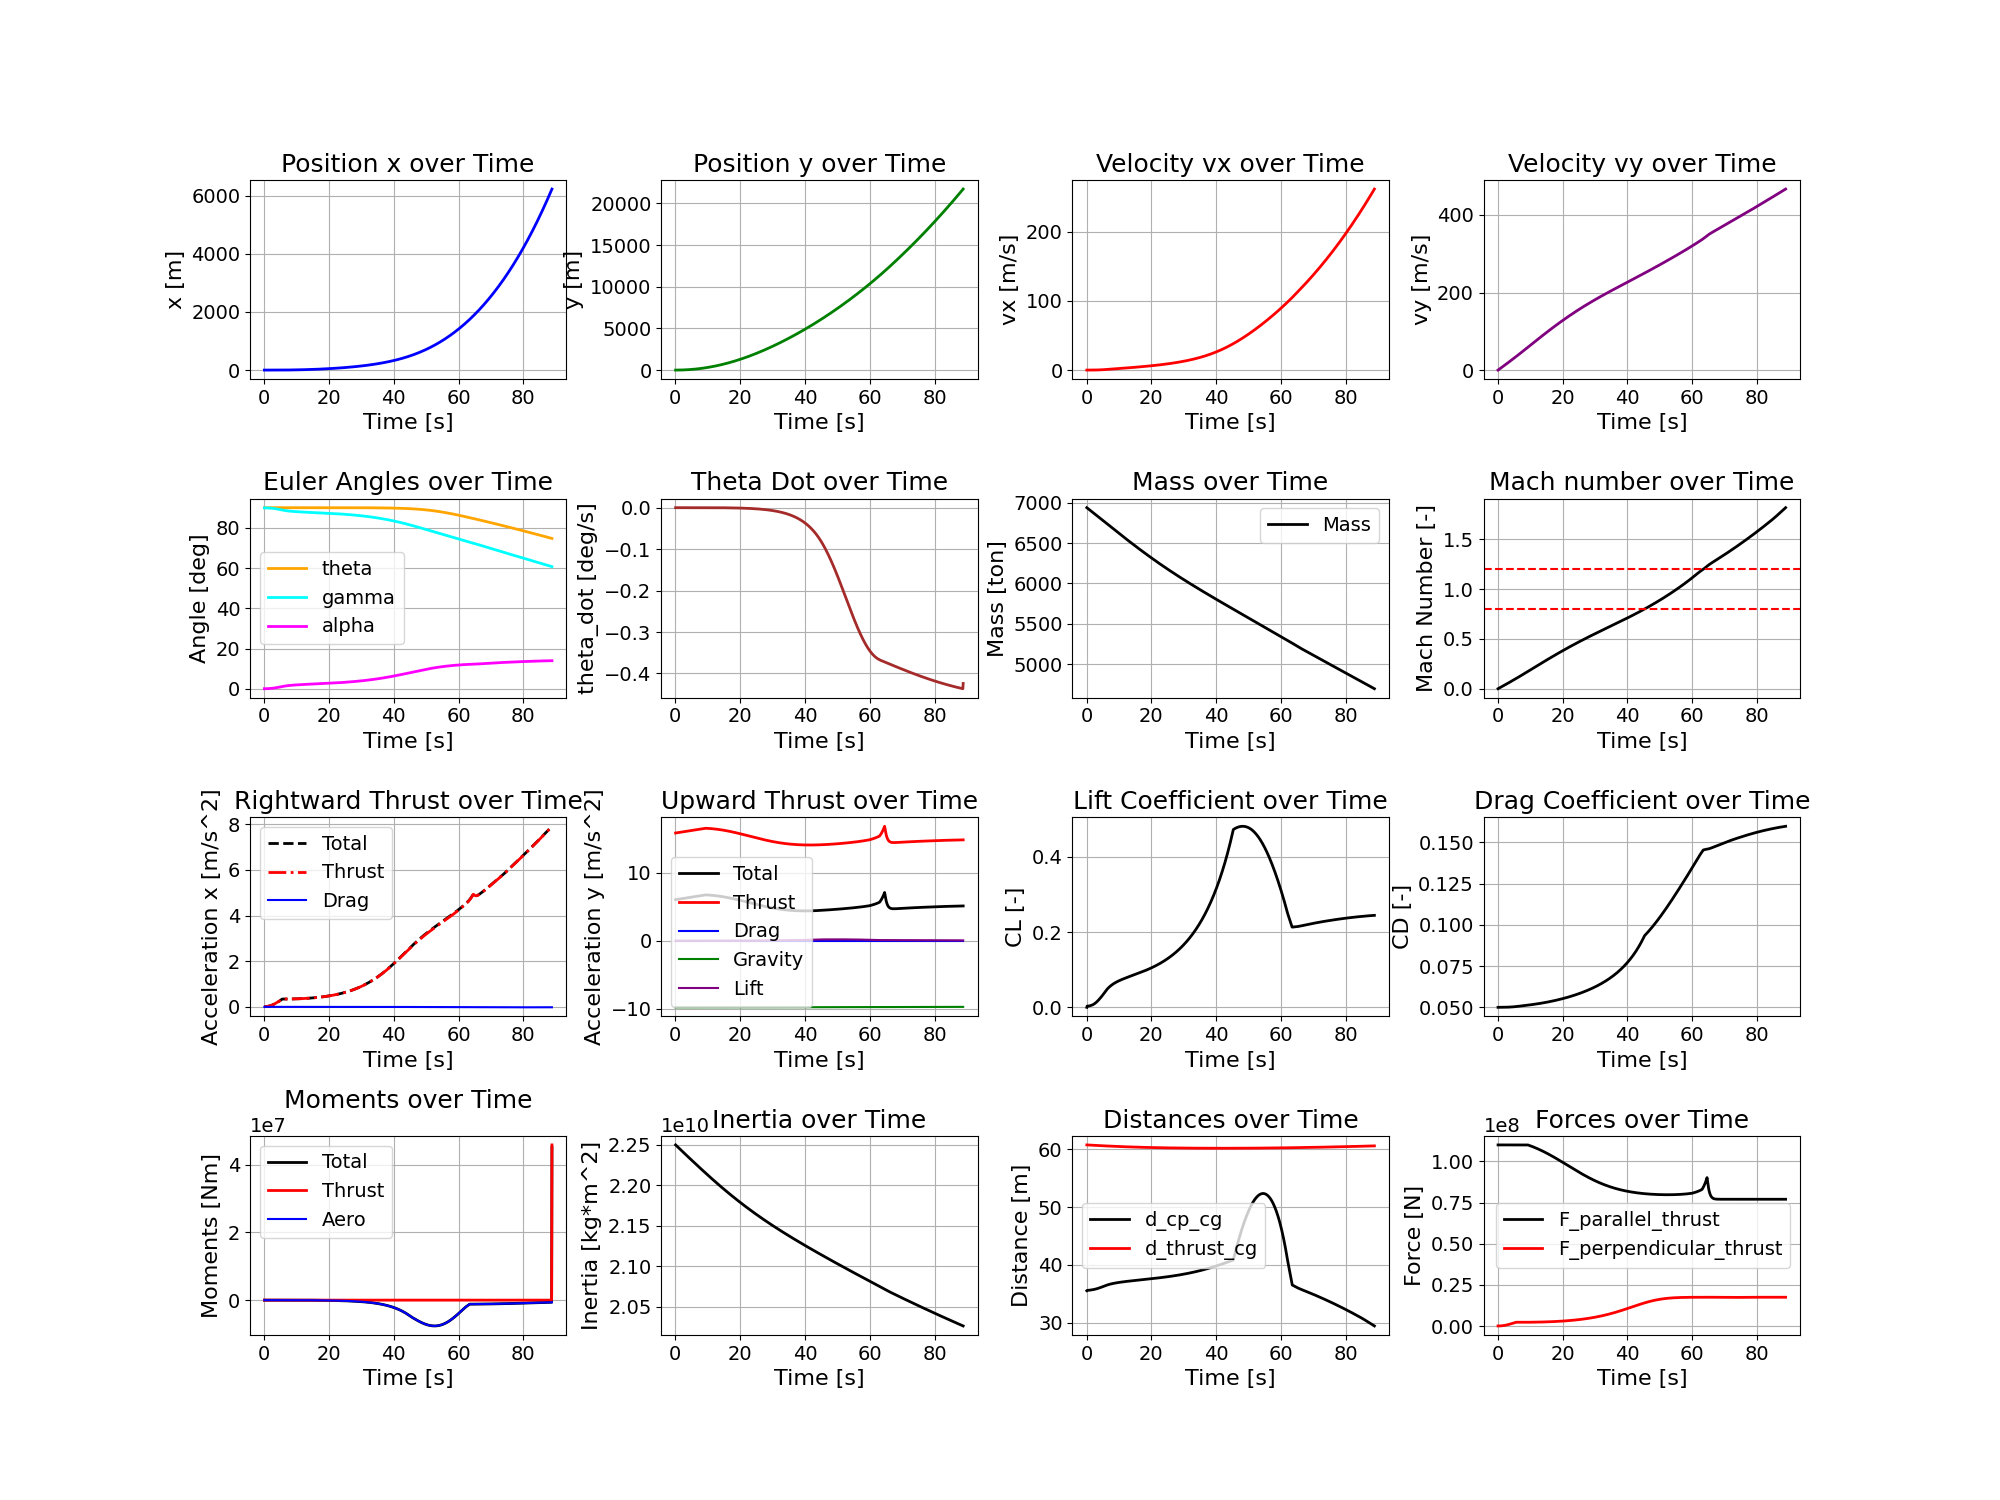 Position x over Time
x [m]
6000
4000
2000
0
0 20 40 60 80
Time [s]
Position y over Time
y [m]
20000
15000
10000
5000
0
0 20 40 60 80
Time [s]
Velocity vx over Time
vx [m/s]
200
100
0
0 20 40 60 80
Time [s]
Velocity vy over Time
vy [m/s]
400
200
0
0 20 40 60 80
Time [s]
Euler Angles over Time
Angle [deg]
80
60
40
20
0
theta
gamma
alpha
0 20 40 60 80
Time [s]
Theta Dot over Time
theta_dot [deg/s]
0.0
−0.1
−0.2
−0.3
−0.4
0 20 40 60 80
Time [s]
Mass over Time
Mass [ton]
7000
6500
6000
5500
5000
Mass
0 20 40 60 80
Time [s]
Mach number over Time
Mach Number [-]
1.5
1.0
0.5
0.0
0 20 40 60 80
Time [s]
Rightward Thrust over Time
Acceleration x [m/s^2]
8
6
4
2
0
Total
Thrust
Drag
0 20 40 60 80
Time [s]
Upward Thrust over Time
Acceleration y [m/s^2]
10
0
−10
Total
Thrust
Drag
Gravity
Lift
0 20 40 60 80
Time [s]
Lift Coefficient over Time
CL [-]
0.4
0.2
0.0
0 20 40 60 80
Time [s]
Drag Coefficient over Time
CD [-]
0.150
0.125
0.100
0.075
0.050
0 20 40 60 80
Time [s]
Moments over Time
1e7
Moments [Nm]
4
2
0
Total
Thrust
Aero
0 20 40 60 80
Time [s]
Inertia over Time
1e10
Inertia [kg*m^2]
2.25
2.20
2.15
2.10
2.05
0 20 40 60 80
Time [s]
Distances over Time
Distance [m]
60
50
40
30
d_cp_cg
d_thrust_cg
0 20 40 60 80
Time [s]
Forces over Time
1e8
Force [N]
1.00
0.75
0.50
0.25
0.00
F_parallel_thrust
F_perpendicular_thrust
0 20 40 60 80
Time [s]